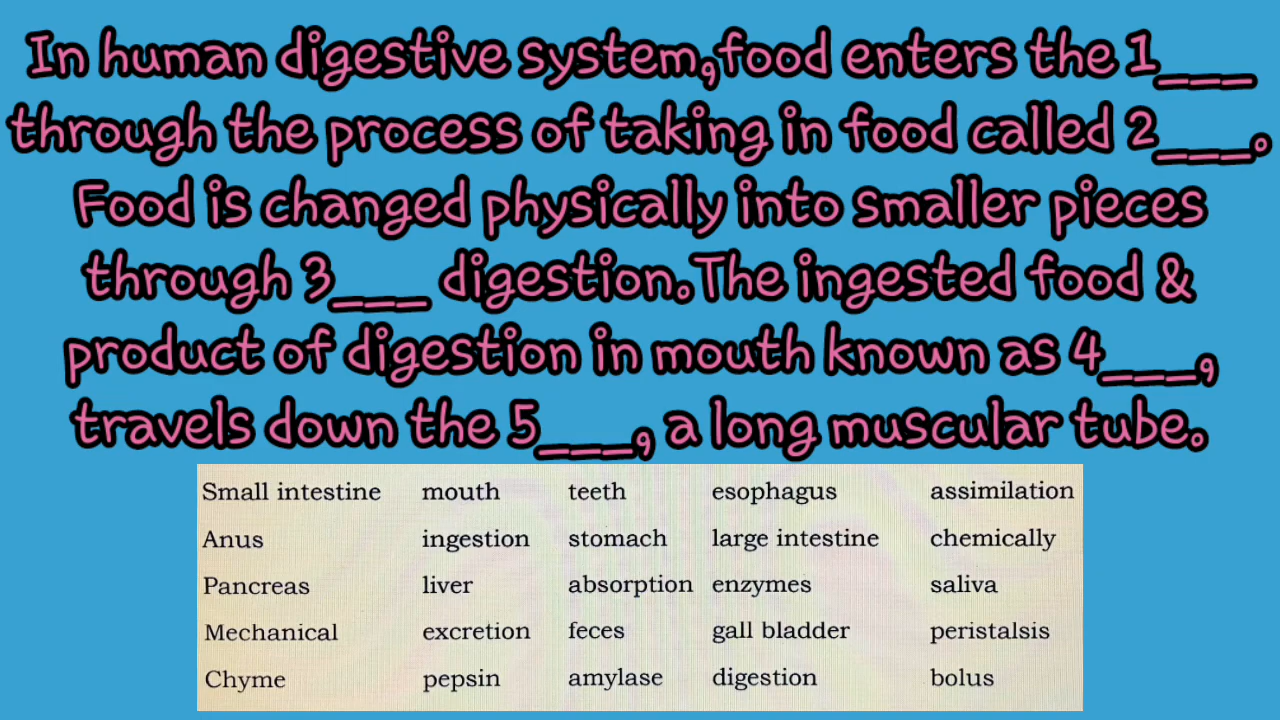 In human digestive system,food enters the 1___
through the process of taking in food called 2___.
Food is changed physically into smaller pieces
through 3___ digestion.The ingested food &
product of digestion in mouth known as 4___,
travels down the 5___, a long muscular tube.
Small intestine mouth teeth esophagus assimilation
Anus ingestion stomach large intestine chemically
Pancreas liver absorption enzymes saliva
Mechanical excretion feces gall bladder peristalsis
Chyme pepsin amylase digestion bolus